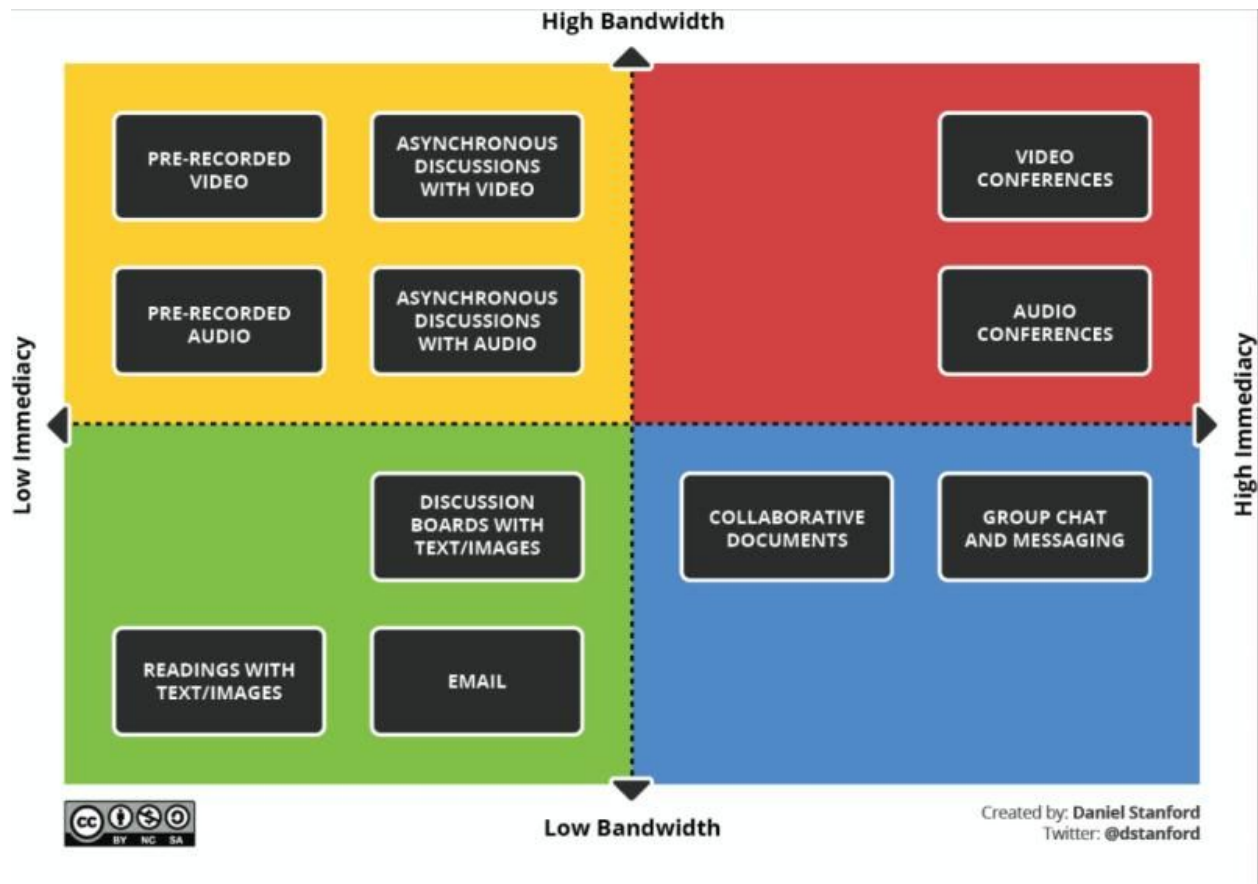 High Bandwidth
PRE-RECORDED
VIDEO
ASYNCHRONOUS
DISCUSSIONS
WITH VIDEO
VIDEO
CONFERENCES
PRE-RECORDED
AUDIO
ASYNCHRONOUS
DISCUSSIONS
WITH AUDIO
AUDIO
CONFERENCES
Low Immediacy
High Immediacy
DISCUSSION
BOARDS WITH
TEXT/IMAGES
COLLABORATIVE
DOCUMENTS
GROUP CHAT
AND MESSAGING
READINGS WITH
TEXT/IMAGES
EMAIL
Low Bandwidth
cc
BY NC SA
Created by: Daniel Stanford
Twitter: @dstanford